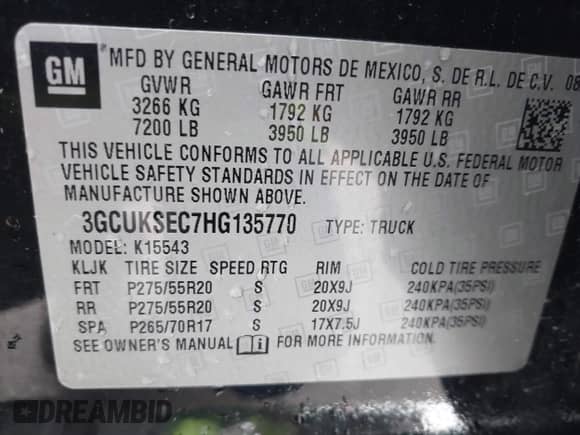 GM
MFD BY GENERAL MOTORS DE MEXICO, S. DE R.L. DE C.V. 08
GVWR GAWR FRT GAWR RR
3266 KG 1792 KG 1792 KG
7200 LB 3950 LB 3950 LB
THIS VEHICLE CONFORMS TO ALL APPLICABLE U.S. FEDERAL MOTOR
VEHICLE SAFETY STANDARDS IN EFFECT ON THE DATE OF
MANUFACTURE SHOWN ABOVE.
3GCUKSEC7HG135770 TYPE: TRUCK
MODEL: K15543
KLJK TIRE SIZE SPEED RTG RIM COLD TIRE PRESSURE
FRT P275/55R20 S 20X9J 240KPA(35PSI)
RR P275/55R20 S 20X9J 240KPA(35PSI)
SPA P265/70R17 S 17X7.5J 240KPA(35PSI)
SEE OWNER'S MANUAL FOR MORE INFORMATION.
DREAMBID